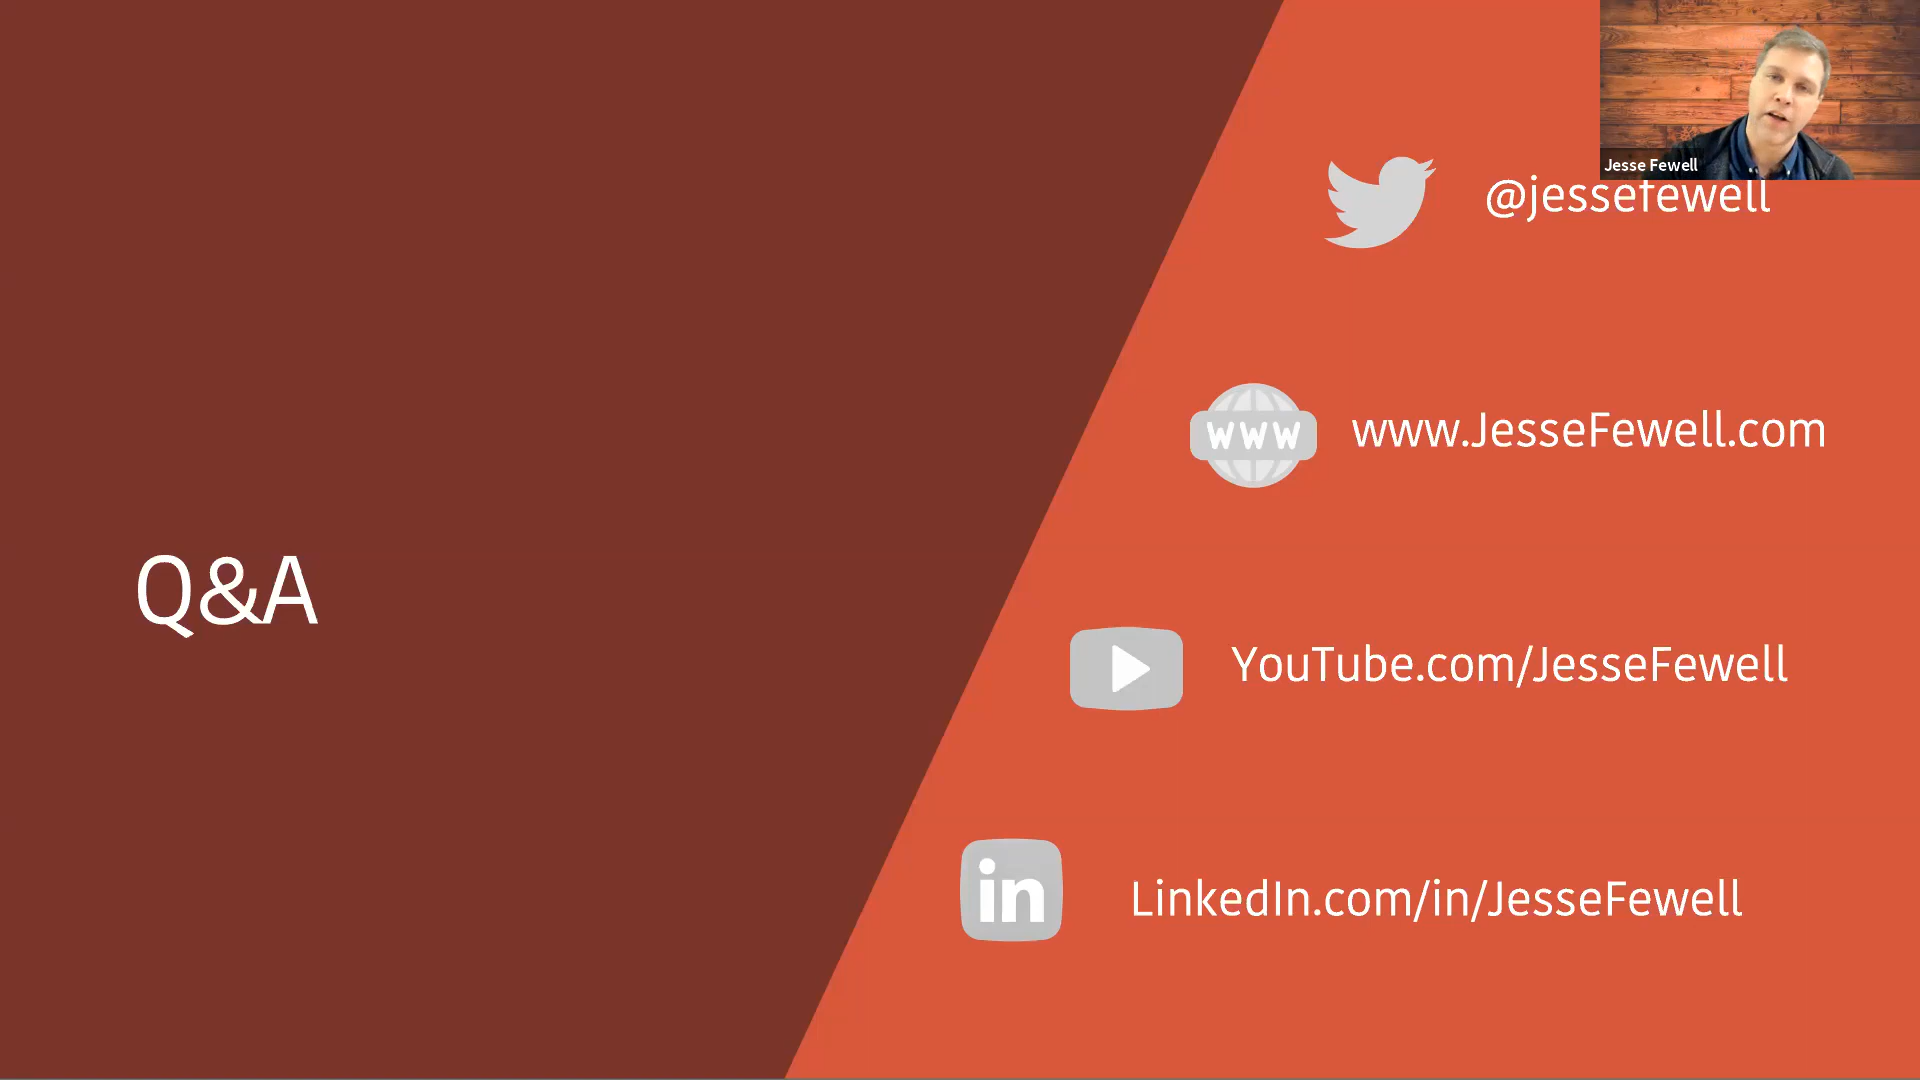 Jesse Fewell
@jessefewell
WWW
www.JesseFewell.com
Q&A
YouTube.com/JesseFewell
in
LinkedIn.com/in/JesseFewell